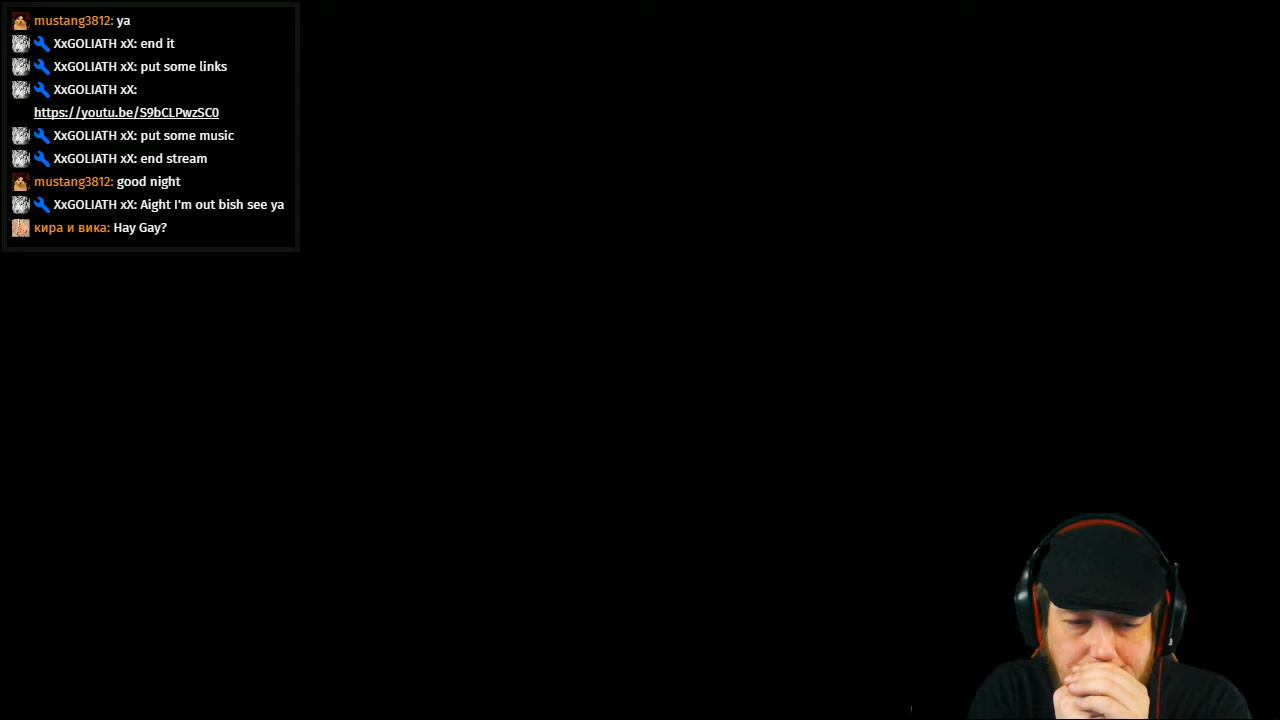 mustang3812: ya
XxGOLIATH xX: end it
XxGOLIATH xX: put some links
XxGOLIATH xX:
https://youtu.be/S9bCLPwzSC0
XxGOLIATH xX: put some music
XxGOLIATH xX: end stream
mustang3812: good night
XxGOLIATH xX: Aight I'm out bish see ya
кира и вика: Hay Gay?